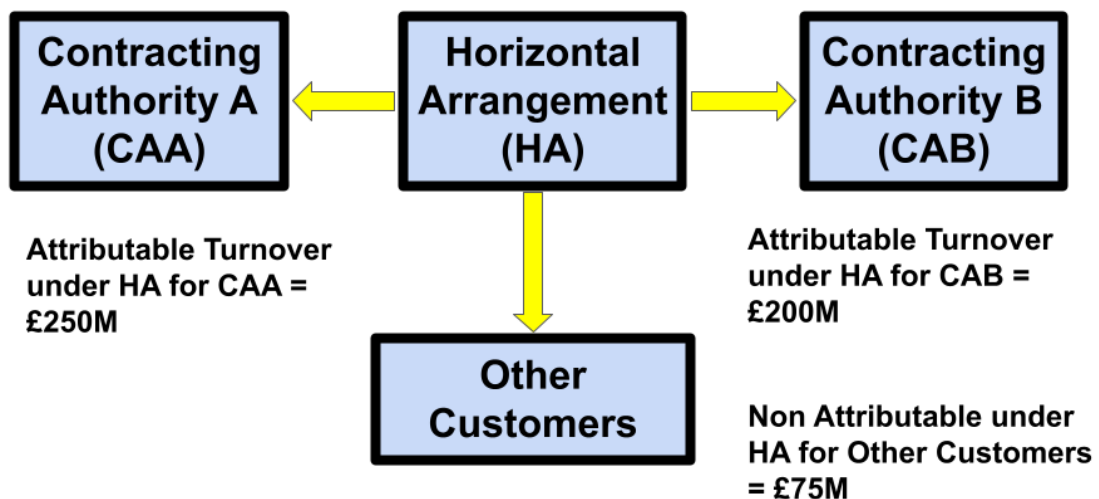 Contracting
Authority A
(CAA)
Horizontal
Arrangement
(HA)
Contracting
Authority B
(CAB)
Attributable Turnover
under HA for CAA =
£250M
Attributable Turnover
under HA for CAB =
£200M
Other
Customers
Non Attributable under
HA for Other Customers
= £75M